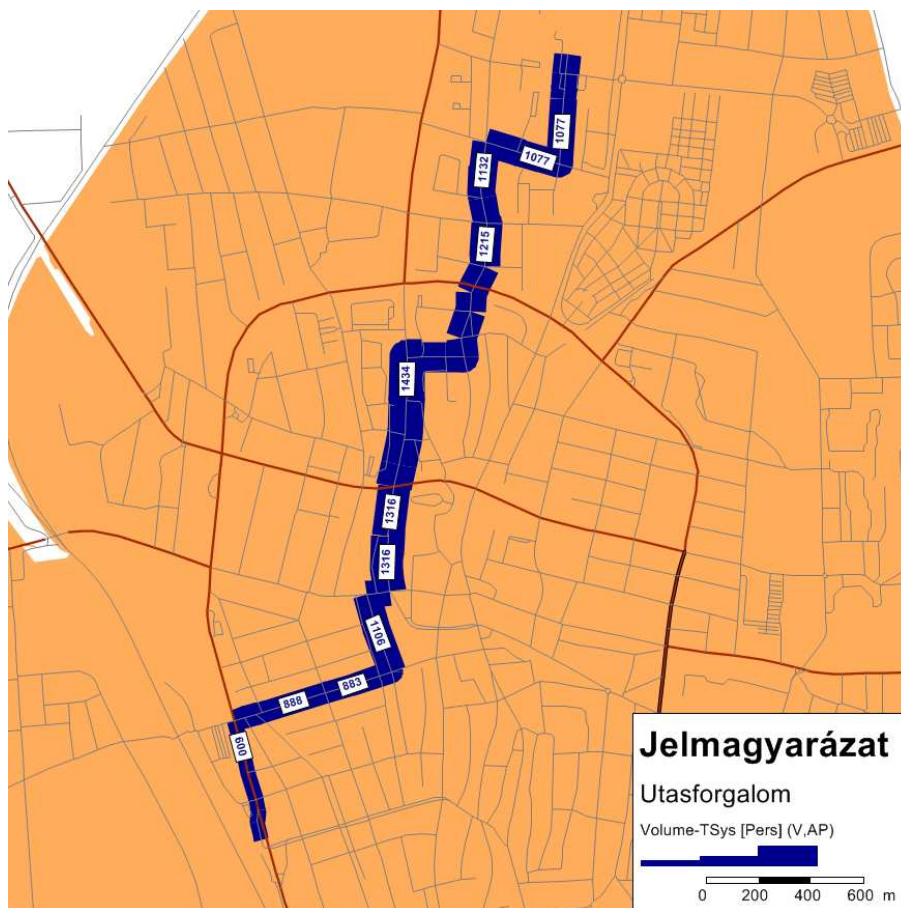 1077
1077
1132
1215
1434
1316
1316
1106
883
888
600
Jelmagyarázat
Utasforgalom
Volume-TSys [Pers] (V,AP)
0 200 400 600 m